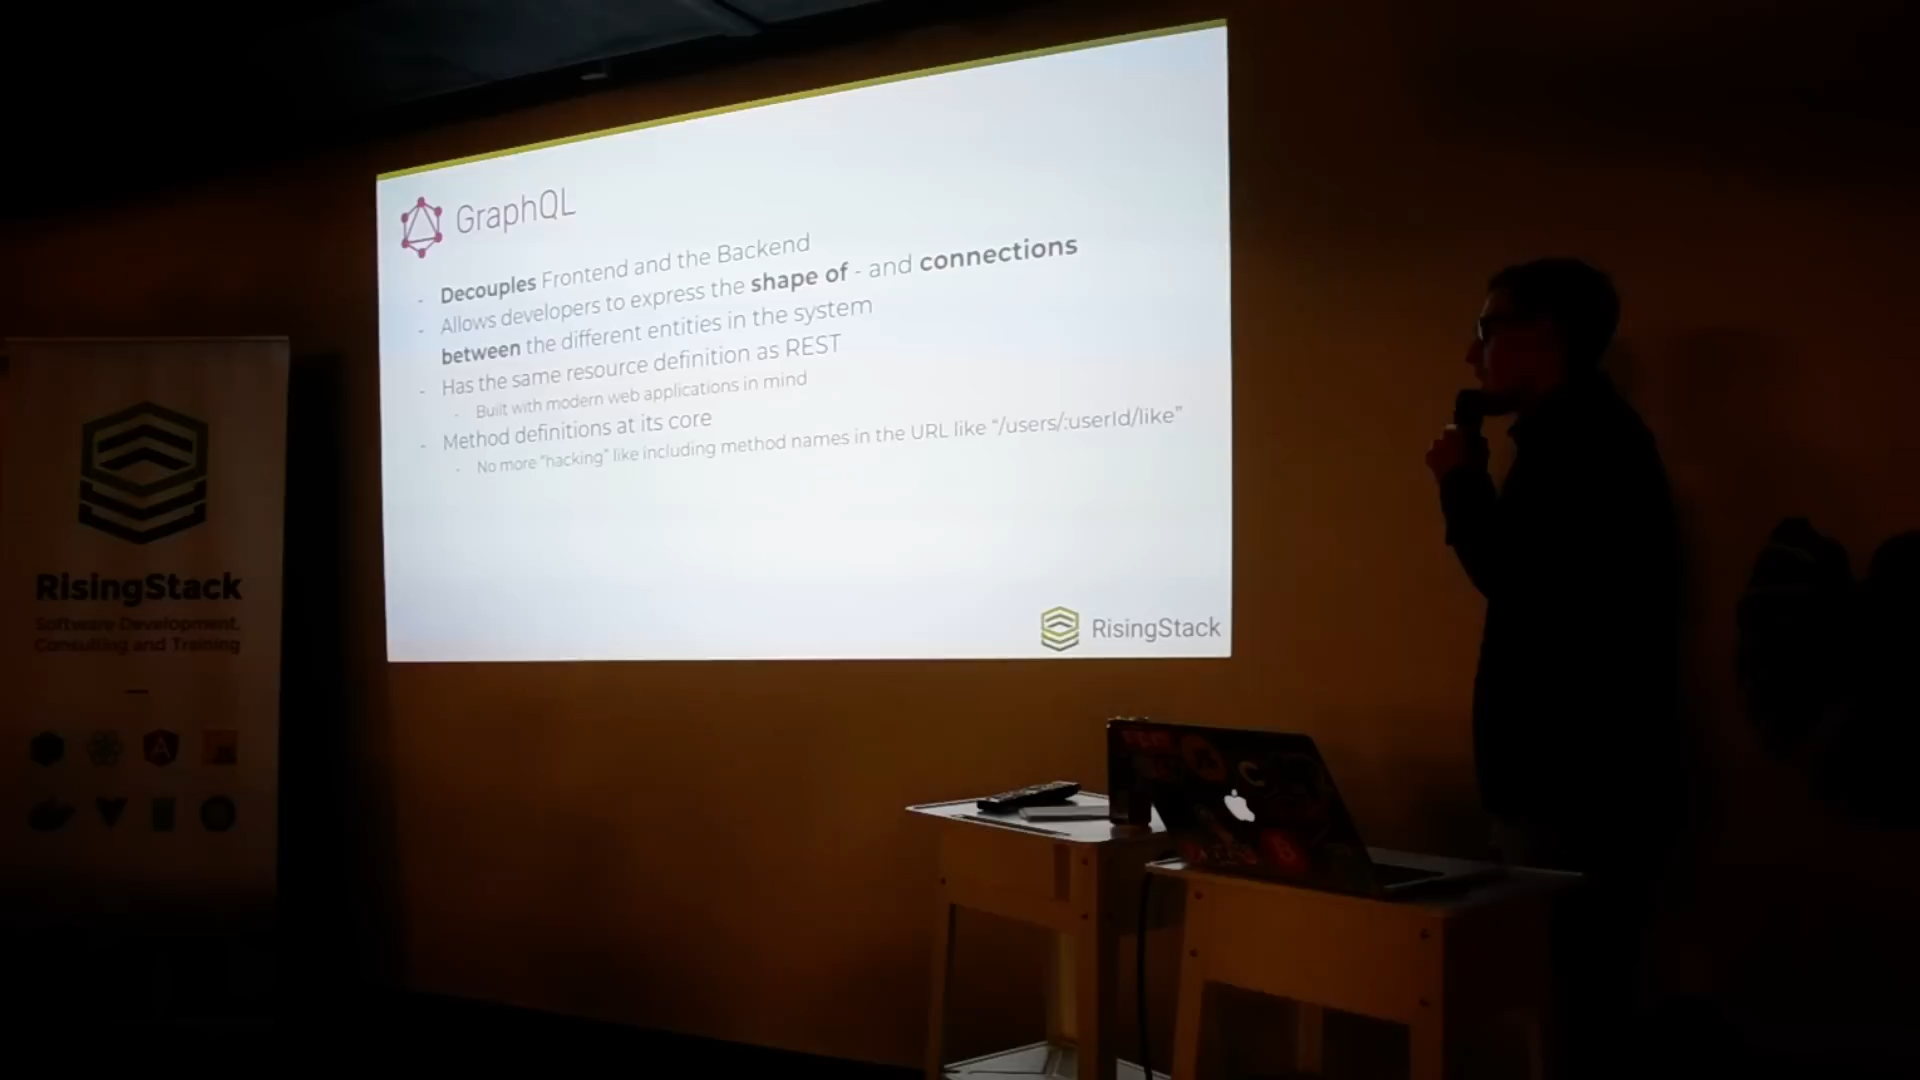 GraphQL
- Decouples Frontend and the Backend
- Allows developers to express the shape of - and connections
between the different entities in the system
- Has the same resource definition as REST
- Built with modern web applications in mind
- Method definitions at its core
- No more “hacking” like including method names in the URL like “/users/:userId/like”
RisingStack
RisingStack
Software Development,
Consulting and Training